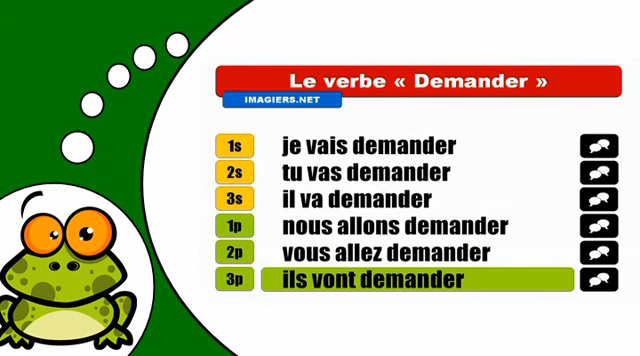 Le verbe « Demander »
IMAGIERS.NET
1s je vais demander
2s tu vas demander
3s il va demander
1p nous allons demander
2p vous allez demander
3p ils vont demander